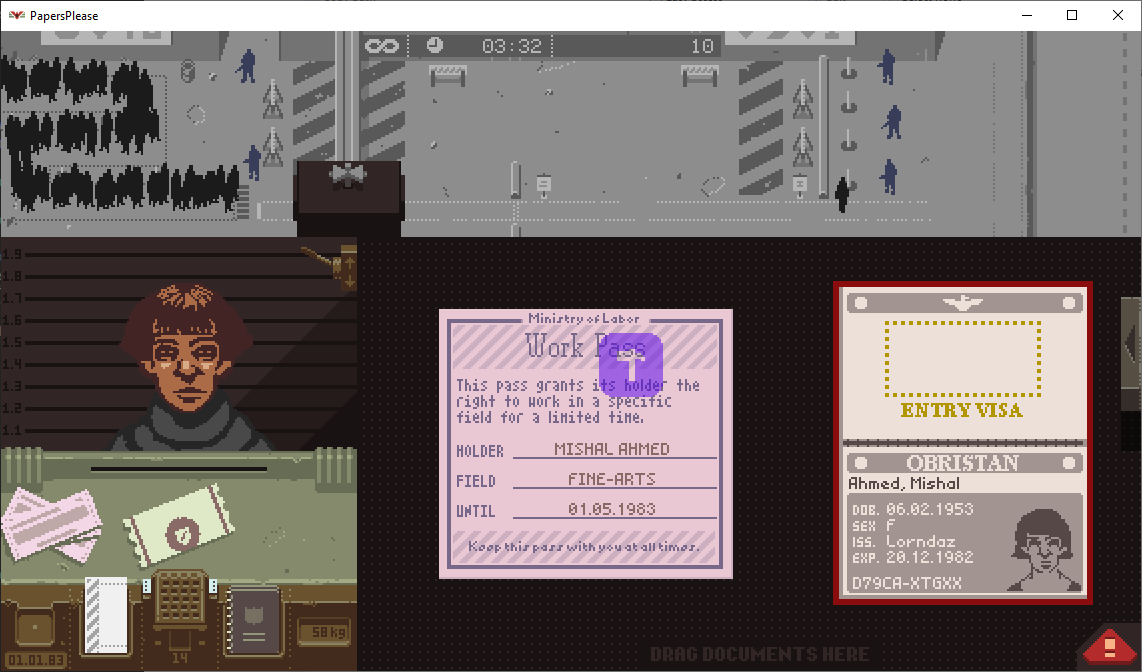 PapersPlease
03:32
10
1.9
1.8
1.7
1.6
1.5
1.4
1.3
1.2
1.1
Ministry of Labor
Work Pass
T
This pass grants its holder the
right to work in a specific
field for a limited time.
HOLDER MISHAL AHMED
FIELD FINE-ARTS
UNTIL 01.05.1983
Keep this pass with you at all times.
ENTRY VISA
OBRISTAN
Ahmed, Mishal
DOB. 06.02.1953
SEX F
ISS. Lorndaz
EXP. 20.12.1982
D79CA-XTGXX
58kg
01.01.83
14
DRAG DOCUMENTS HERE